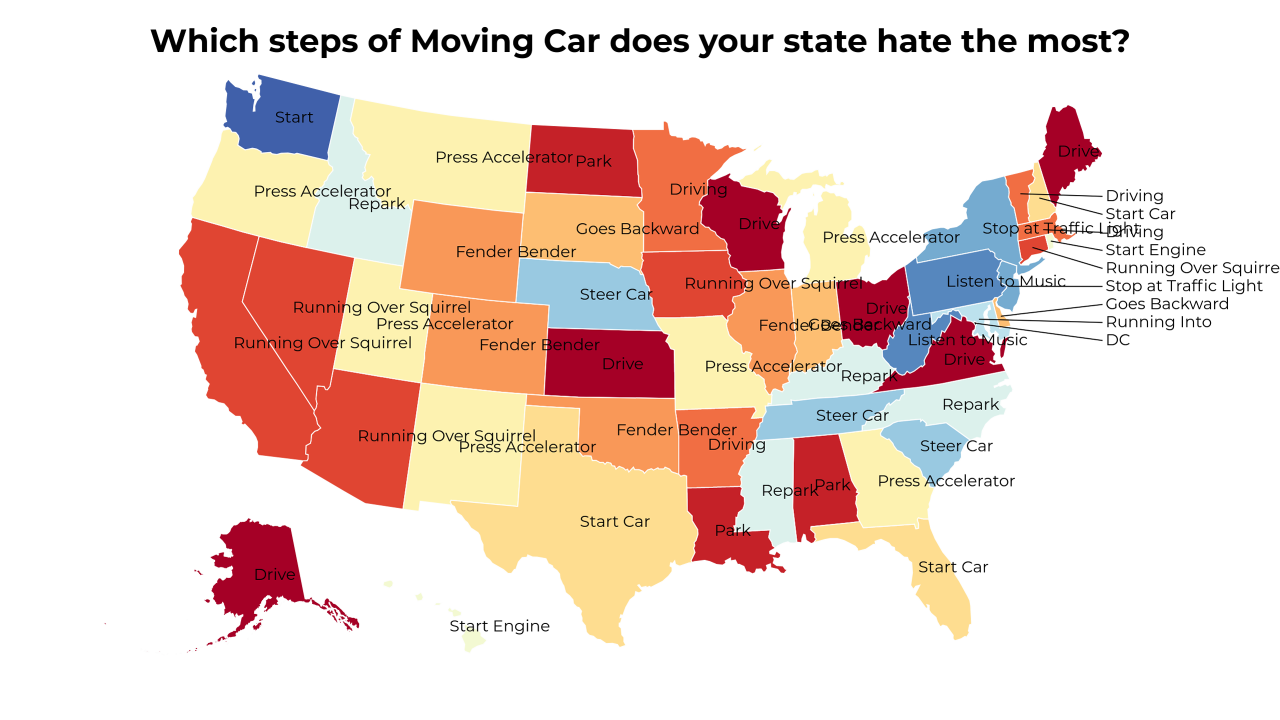 Which steps of Moving Car does your state hate the most?
Start
Press Accelerator
Park
Drive
Press Accelerator
Driving
Driving
Repark
Start Car
Goes Backward
Drive
Stop at Traffic Light
Driving
Press Accelerator
Start Engine
Fender Bender
Running Over Squirre
Listen to Music
Running Over Squirrel
Stop at Traffic Light
Steer Car
Goes Backward
Running Over Squirrel
Drive
Press Accelerator
Fender Bender
Goes Backward
Running Into
Running Over Squirrel
Fender Bender
Listen to Music
DC
Drive
Drive
Press Accelerator
Repark
Repark
Steer Car
Fender Bender
Running Over Squirrel
Press Accelerator
Driving
Steer Car
Press Accelerator
Repark
Park
Start Car
Park
Start Car
Drive
Start Engine